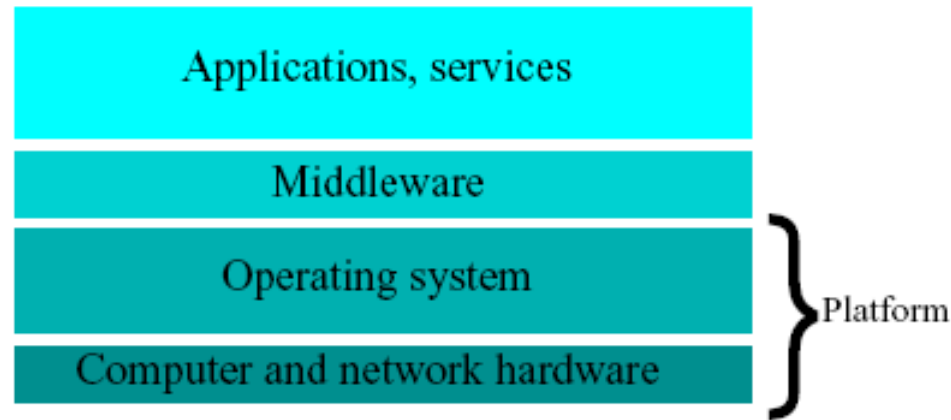 Applications, services
Middleware
Operating system
Platform
Computer and network hardware